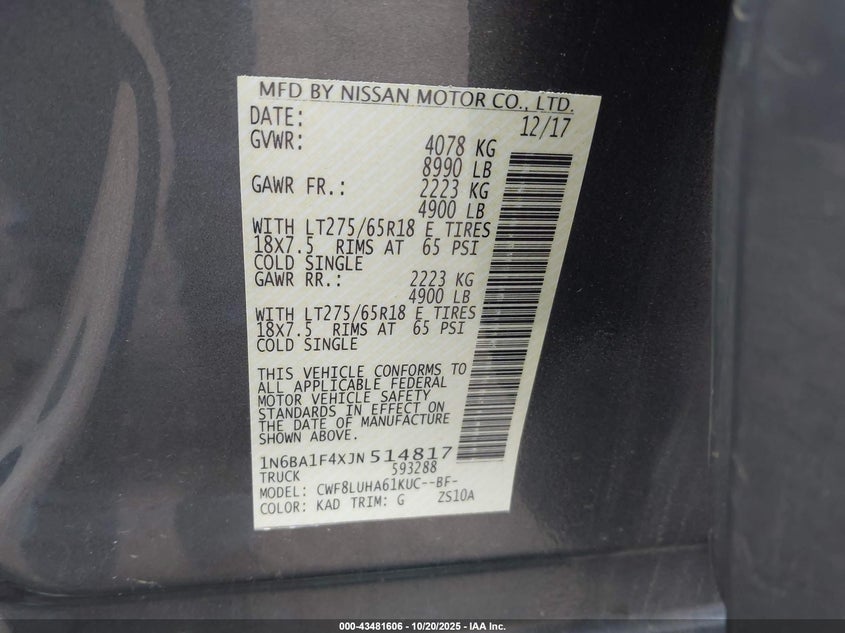 MFD BY NISSAN MOTOR CO., LTD.
DATE: 12/17
GVWR: 4078 KG
8990 LB
GAWR FR.: 2223 KG
4900 LB
WITH LT275/65R18 E TIRES
18X7.5 RIMS AT 65 PSI
COLD SINGLE
GAWR RR.: 2223 KG
4900 LB
WITH LT275/65R18 E TIRES
18X7.5 RIMS AT 65 PSI
COLD SINGLE
THIS VEHICLE CONFORMS TO
ALL APPLICABLE FEDERAL
MOTOR VEHICLE SAFETY
STANDARDS IN EFFECT ON
THE DATE OF MANUFACTURE
SHOWN ABOVE.
1N6BA1F4XJN514817
TRUCK 593288
MODEL: CWF8LUHA61KUC--BF-
COLOR: KAD TRIM: G ZS10A
000-43481606 - 10/20/2025 - IAA Inc.